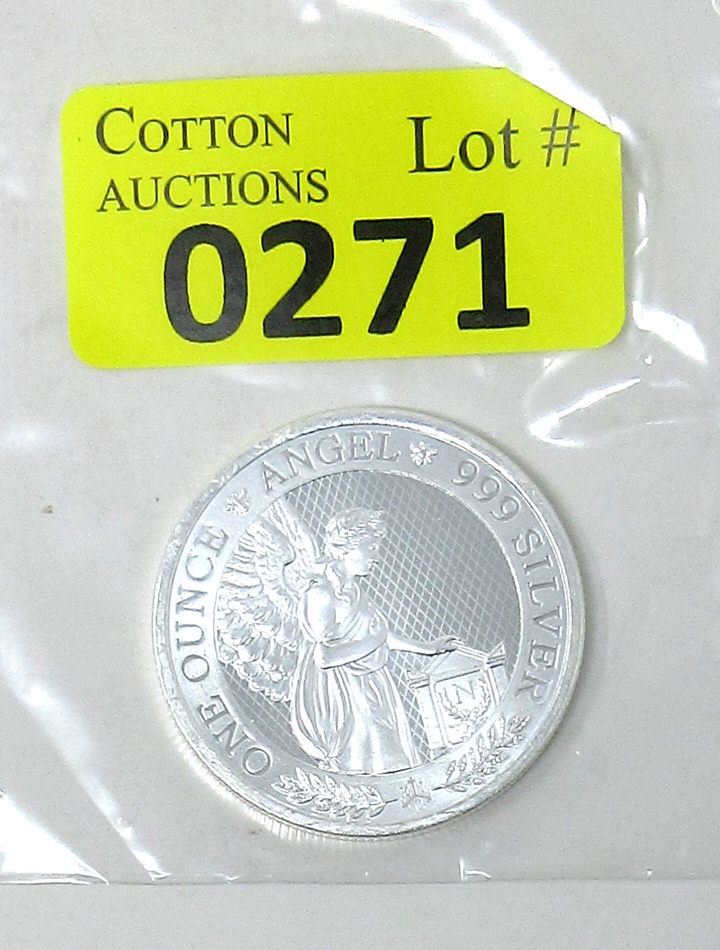 COTTON
AUCTIONS
Lot #
0271
ONE OUNCE ANGEL 999 SILVER
N